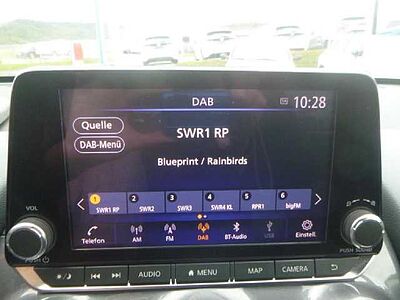 DAB
10:28
Quelle
DAB-Menü
SWR1 RP
Blueprint / Rainbirds
1 2 3 4 5 6
SWR1 RP SWR2 SWR3 SWR4 XL RPR1 bigFM
Telefon AM FM DAB BT-Audio USB Einstell.
VOL
PUSH
PUSH SOUND
AUDIO MENU MAP CAMERA